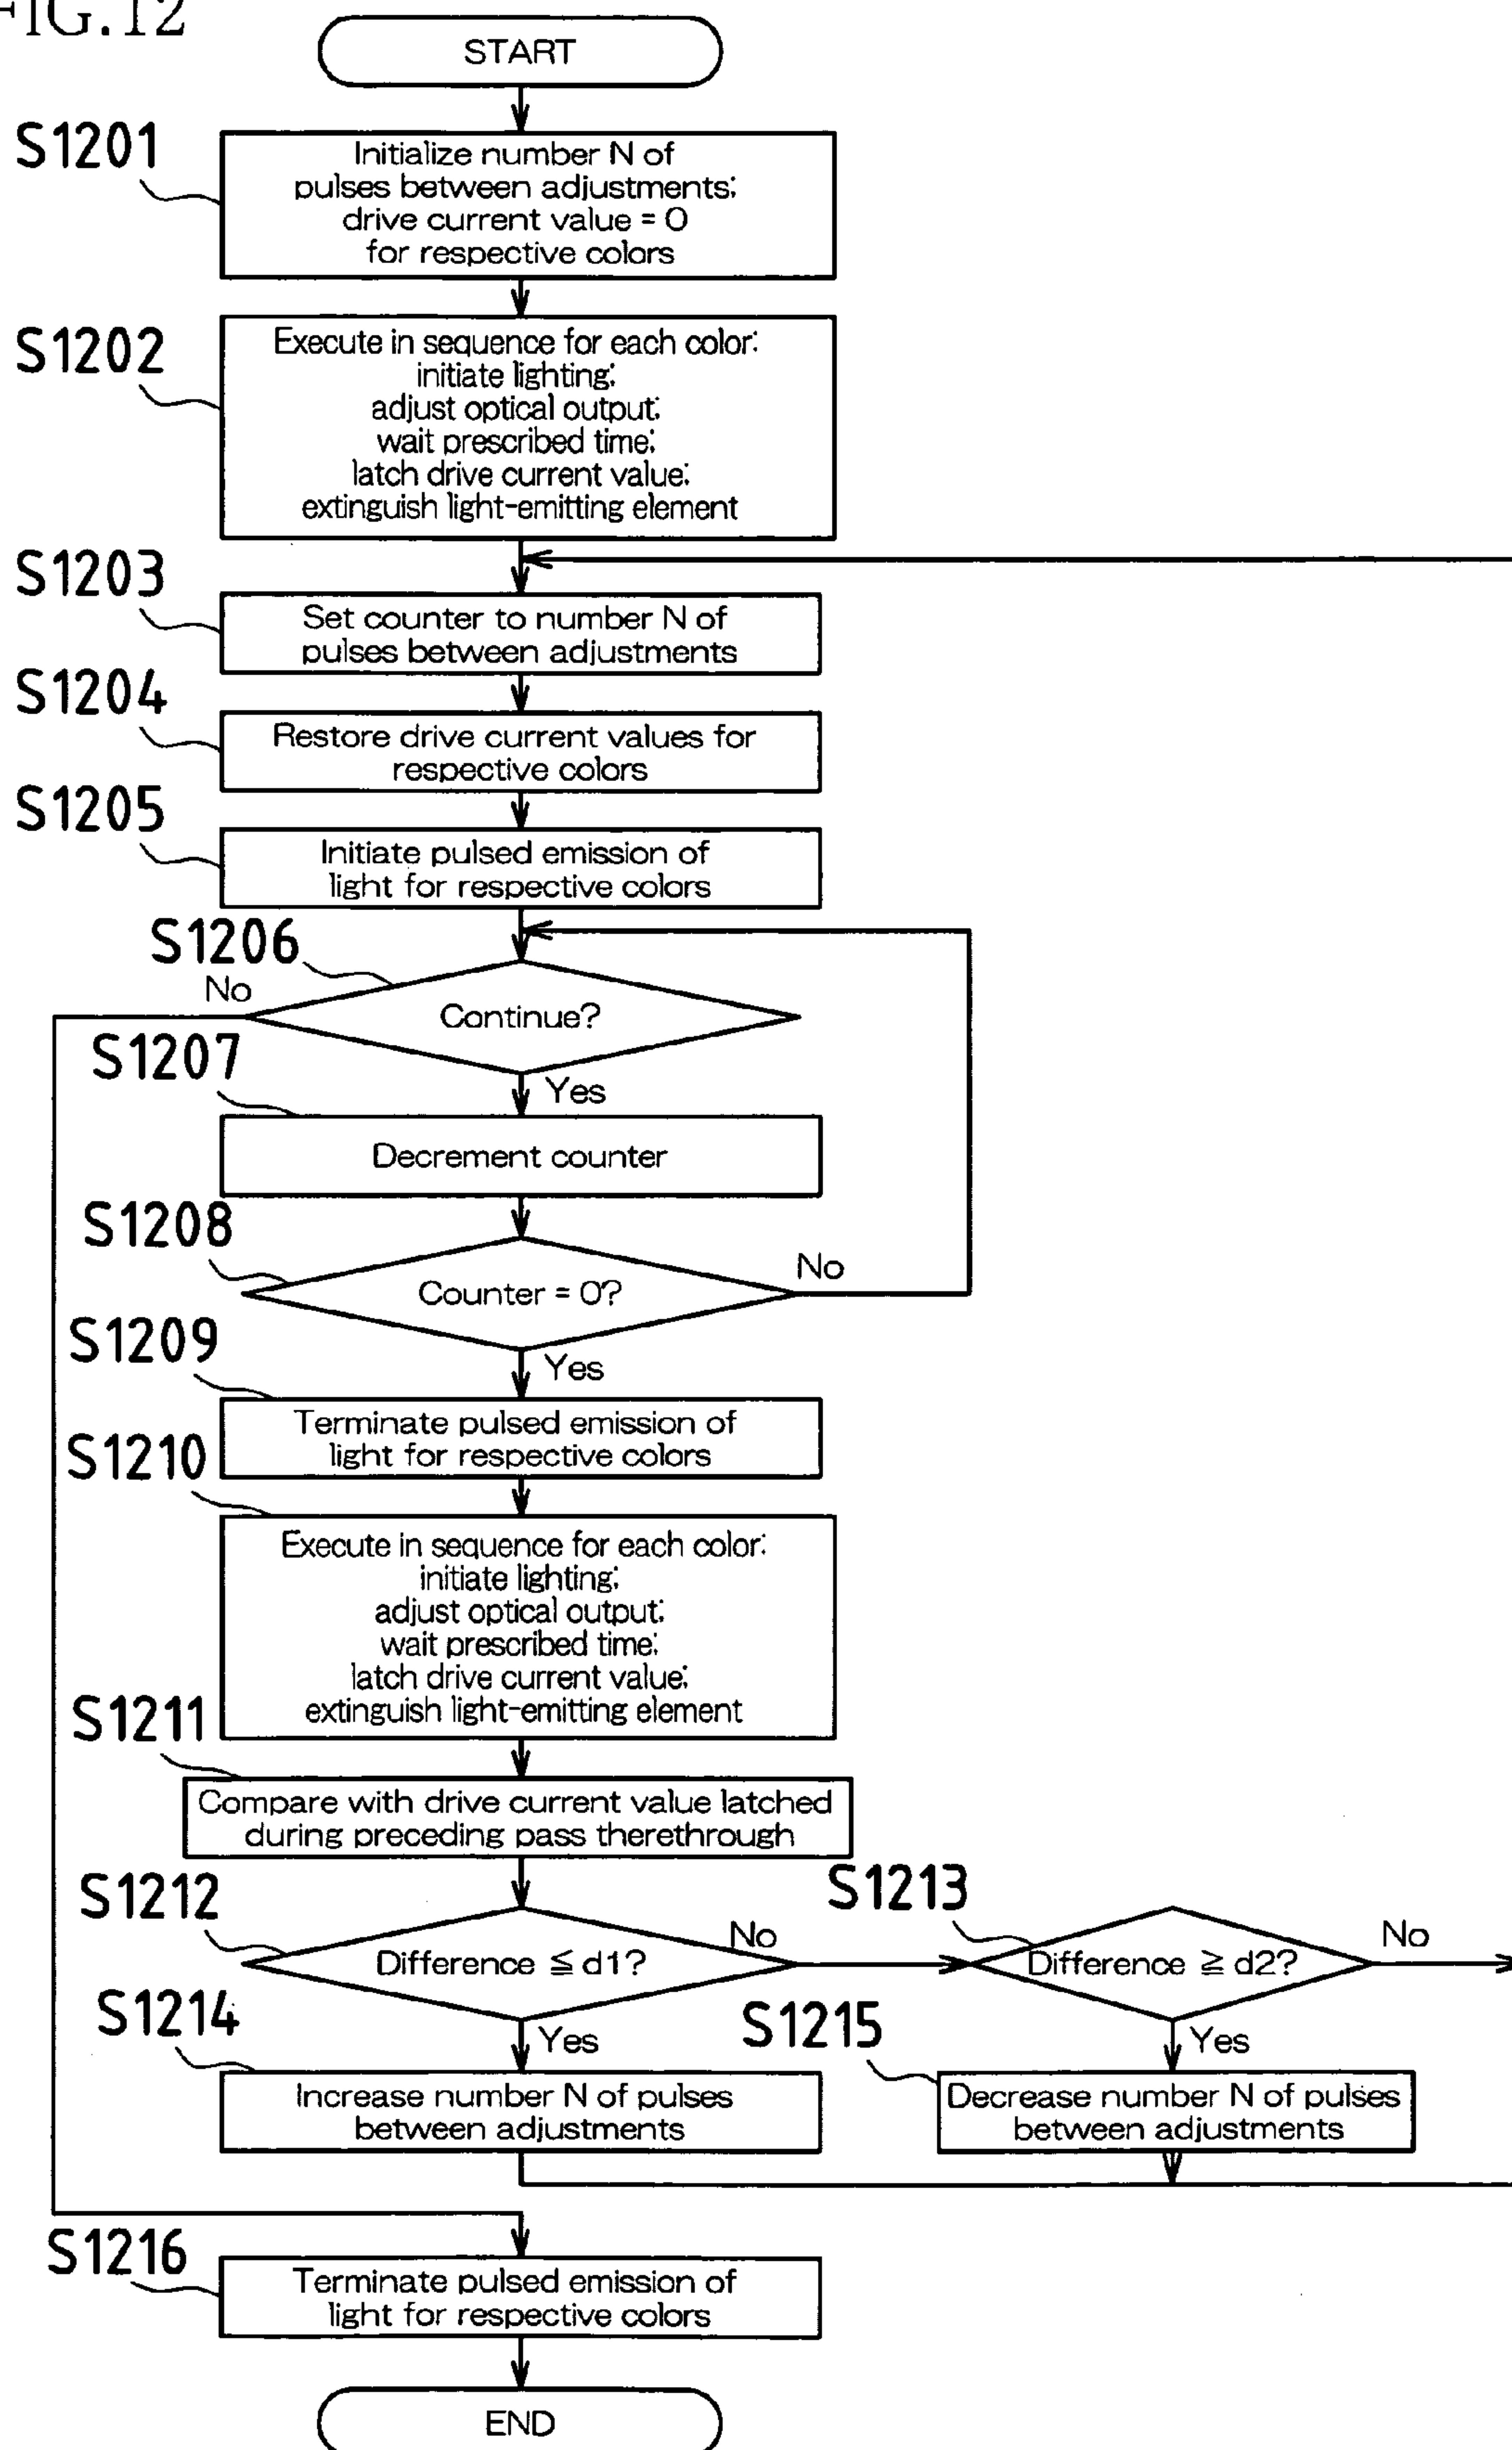 FIG.12
START
S1201
Initialize number N of
pulses between adjustments;
drive current value = 0
for respective colors
S1202
Execute in sequence for each color:
initiate lighting;
adjust optical output;
wait prescribed time;
latch drive current value;
extinguish light-emitting element
S1203
Set counter to number N of
pulses between adjustments
S1204
Restore drive current values for
respective colors
S1205
Initiate pulsed emission of
light for respective colors
S1206
No
Continue?
Yes
S1207
Decrement counter
S1208
Counter = 0?
No
Yes
S1209
Terminate pulsed emission of
light for respective colors
S1210
Execute in sequence for each color:
initiate lighting;
adjust optical output;
wait prescribed time;
latch drive current value;
extinguish light-emitting element
S1211
Compare with drive current value latched
during preceding pass therethrough
S1212
Difference ≦ d1?
No
Yes
S1213
Difference ≧ d2?
No
Yes
S1214
Increase number N of pulses
between adjustments
S1215
Decrease number N of pulses
between adjustments
S1216
Terminate pulsed emission of
light for respective colors
END